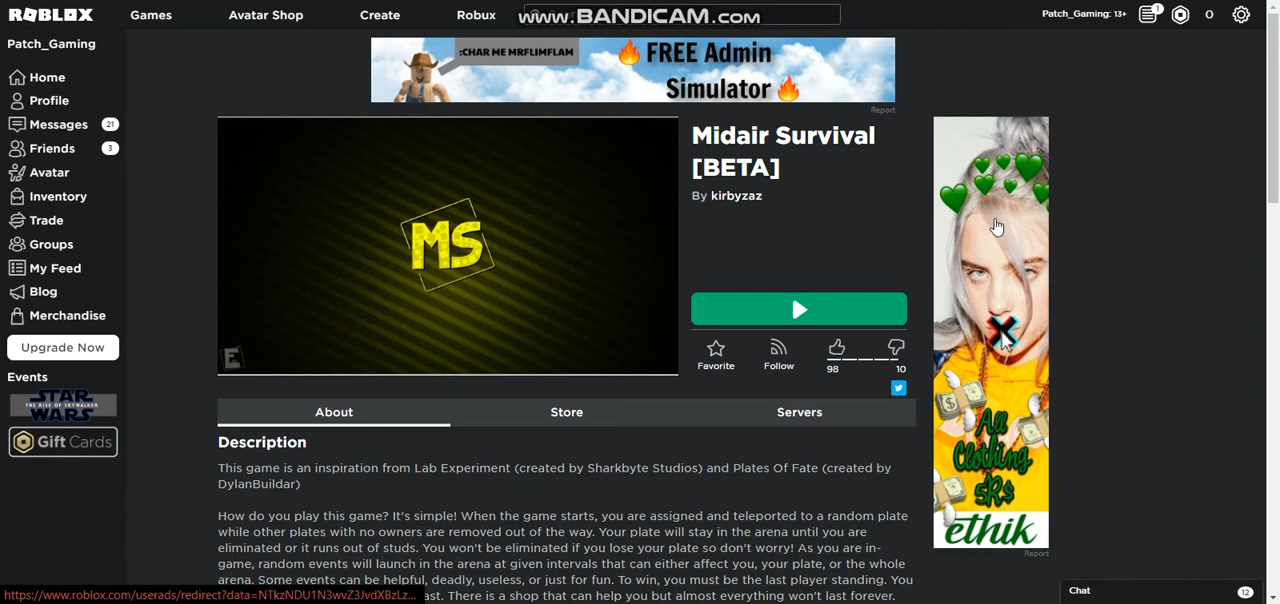 ROBLOX
Games
Avatar Shop
Create
Robux
www.BANDICAM.com
Patch_Gaming: 13+
1
0
Patch_Gaming
Home
Profile
Messages 21
Friends 3
Avatar
Inventory
Trade
Groups
My Feed
Blog
Merchandise
Upgrade Now
Events
STAR WARS
THE RISE OF SKYWALKER
Gift Cards
:CHAR ME MRFLIMFLAM
FREE Admin
Simulator
Report
MS
E
Midair Survival
[BETA]
By kirbyzaz
Favorite
Follow
98
10
About
Store
Servers
Description
This game is an inspiration from Lab Experiment (created by Sharkbyte Studios) and Plates Of Fate (created by
DylanBuildar)
How do you play this game? It's simple! When the game starts, you are assigned and teleported to a random plate
while other plates with no owners are removed out of the way. Your plate will stay in the arena until you are
eliminated or it runs out of studs. You won't be eliminated if you lose your plate so don't worry! As you are in-
game, random events will launch in the arena at given intervals that can either affect you, your plate, or the whole
arena. Some events can be helpful, deadly, useless, or just for fun. To win, you must be the last player standing. You
ast. There is a shop that can help you but almost everything won't last forever.
All
Clothing
5R$
ethik
Report
https://www.roblox.com/userads/redirect?data=NTkzNDU1N3wvZ3JvdXBzLz...
Chat
12